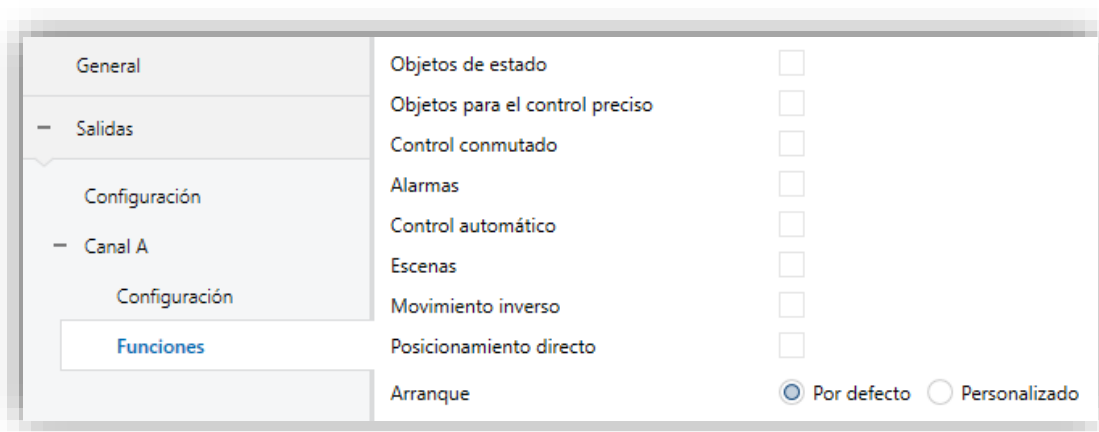 General
Salidas
Configuración
Canal A
Configuración
Funciones
Objetos de estado
Objetos para el control preciso
Control conmutado
Alarmas
Control automático
Escenas
Movimiento inverso
Posicionamiento directo
Arranque Por defecto Personalizado